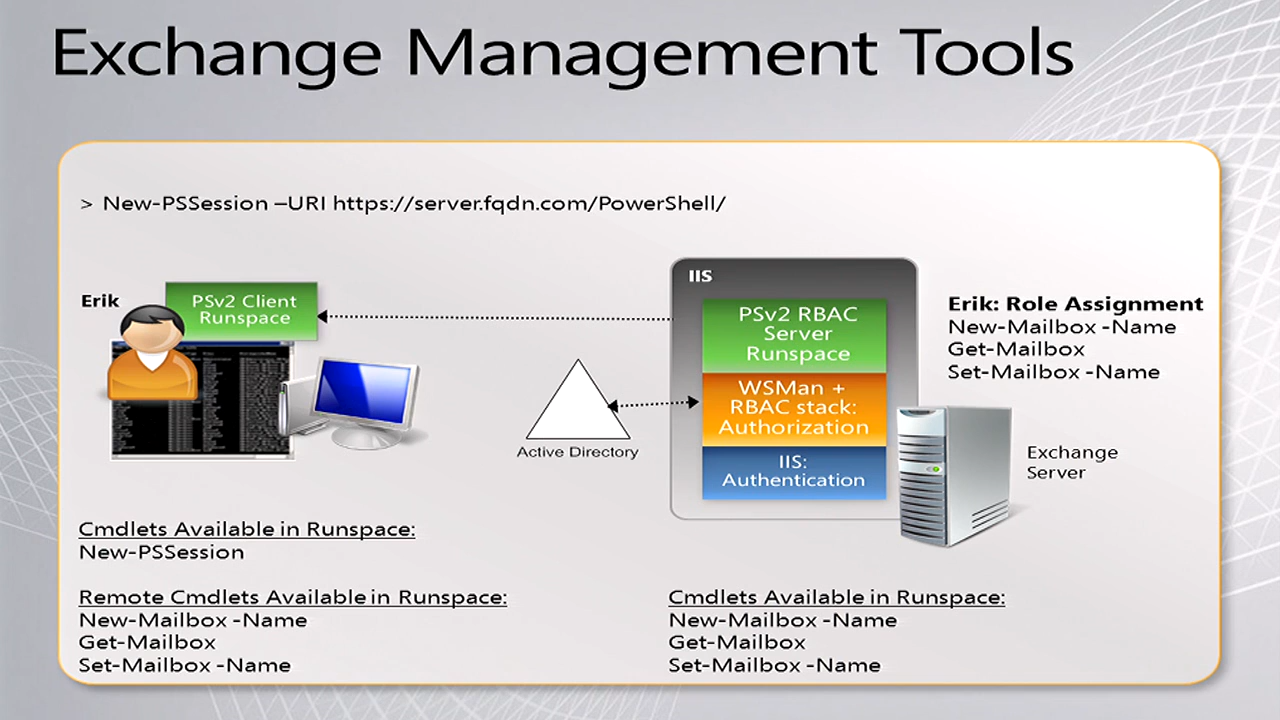 Exchange Management Tools
> New-PSSession –URI https://server.fqdn.com/PowerShell/
Erik
PSv2 Client
Runspace
IIS
PSv2 RBAC
Server
Runspace
WSMan +
RBAC stack:
Authorization
IIS:
Authentication
Active Directory
Erik: Role Assignment
New-Mailbox -Name
Get-Mailbox
Set-Mailbox -Name
Exchange
Server
Cmdlets Available in Runspace:
New-PSSession
Remote Cmdlets Available in Runspace:
New-Mailbox -Name
Get-Mailbox
Set-Mailbox -Name
Cmdlets Available in Runspace:
New-Mailbox -Name
Get-Mailbox
Set-Mailbox -Name